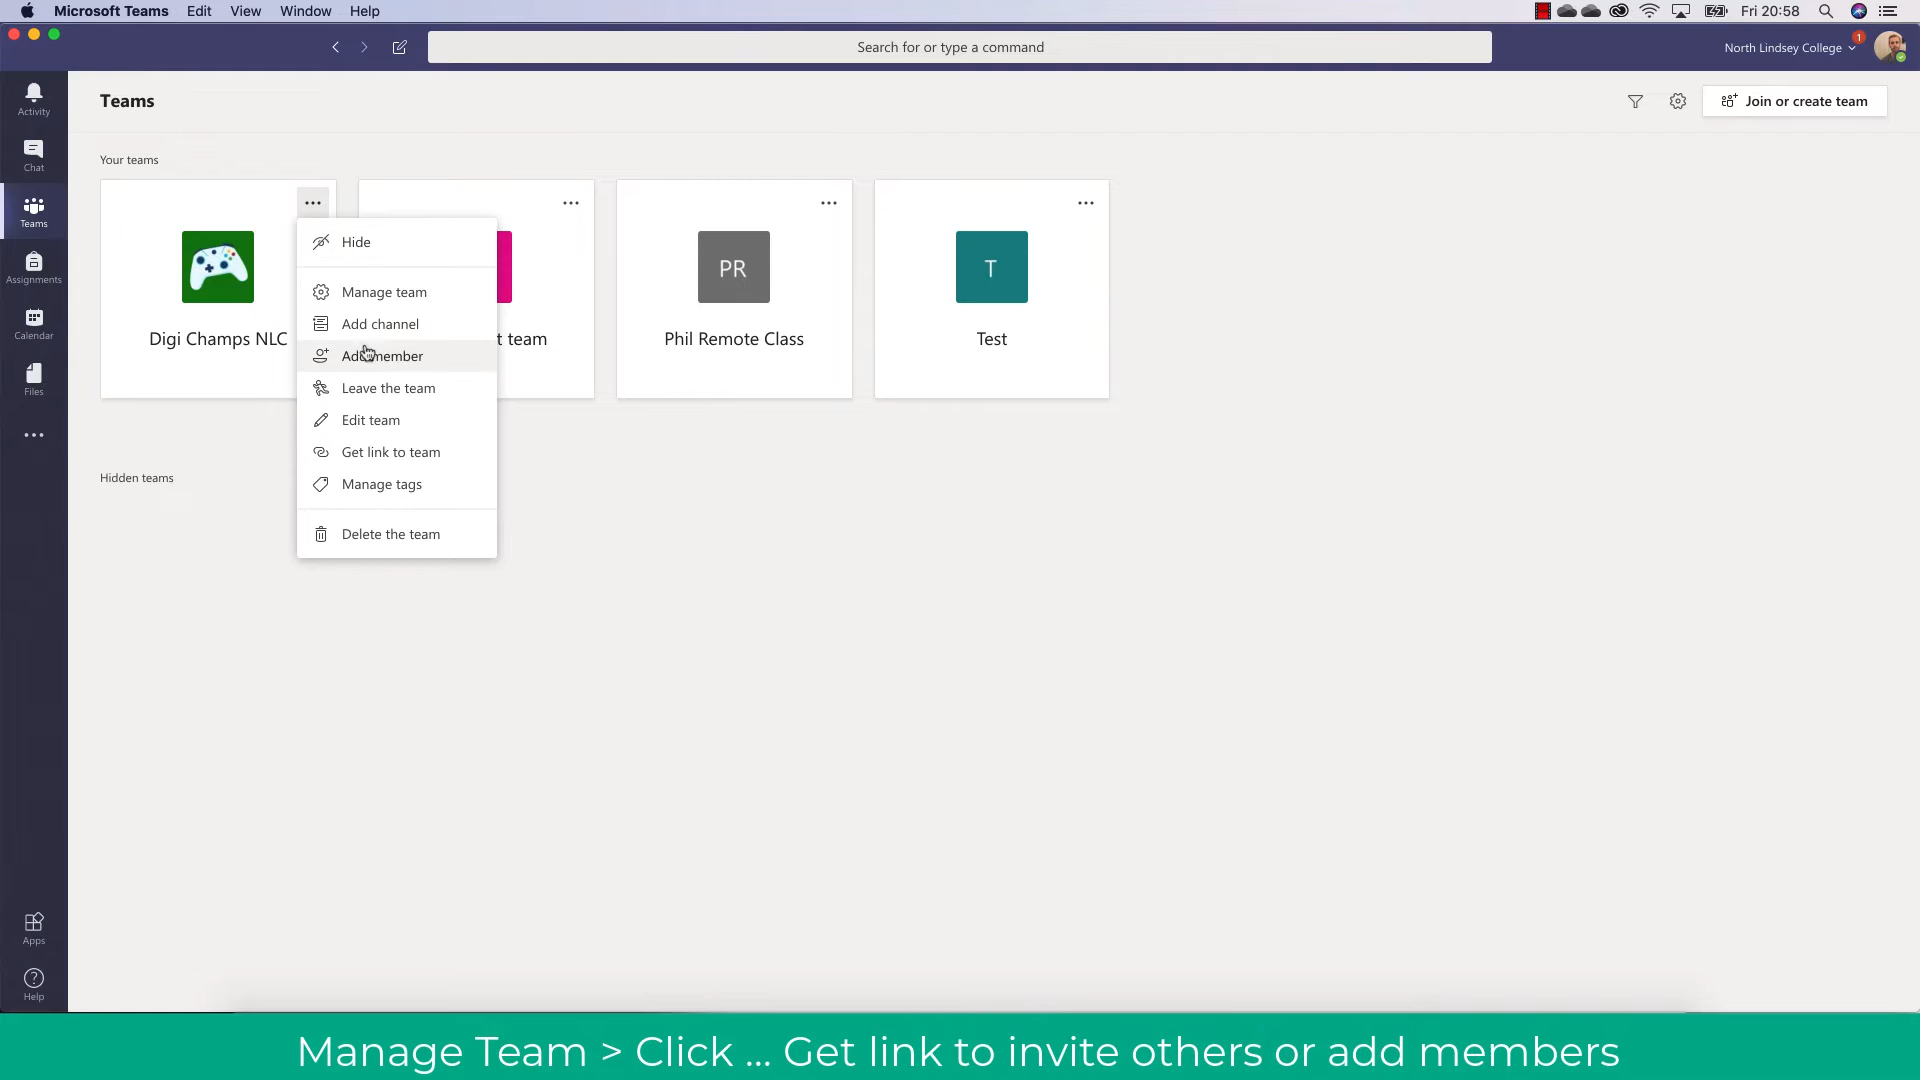 Microsoft Teams Edit View Window Help Fri 20:58
Search for or type a command North Lindsey College 1
Activity
Chat
Teams
Assignments
Calendar
Files
Apps
Help
Teams Join or create team
Your teams
Digi Champs NLC
t team
PR
Phil Remote Class
T
Test
Hide
Manage team
Add channel
Add member
Leave the team
Edit team
Get link to team
Manage tags
Delete the team
Hidden teams
Manage Team > Click ... Get link to invite others or add members